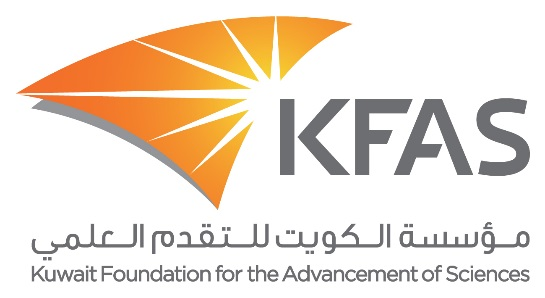 KFAS
مؤسسة الكويت للتقدم العلمي
Kuwait Foundation for the Advancement of Sciences